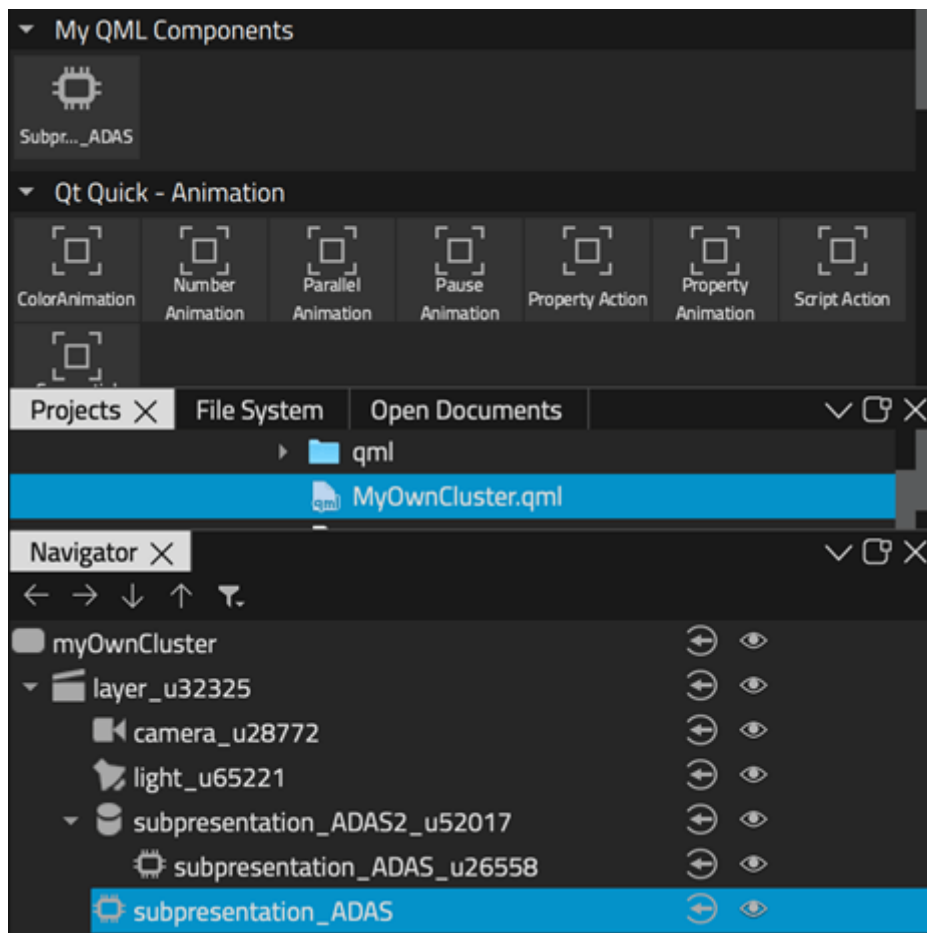 My QML Components
Subpr..._ADAS
Qt Quick - Animation
ColorAnimation
Number Animation
Parallel Animation
Pause Animation
Property Action
Property Animation
Script Action
Projects
File System
Open Documents
qml
MyOwnCluster.qml
Navigator
myOwnCluster
layer_u32325
camera_u28772
light_u65221
subpresentation_ADAS2_u52017
subpresentation_ADAS_u26558
subpresentation_ADAS